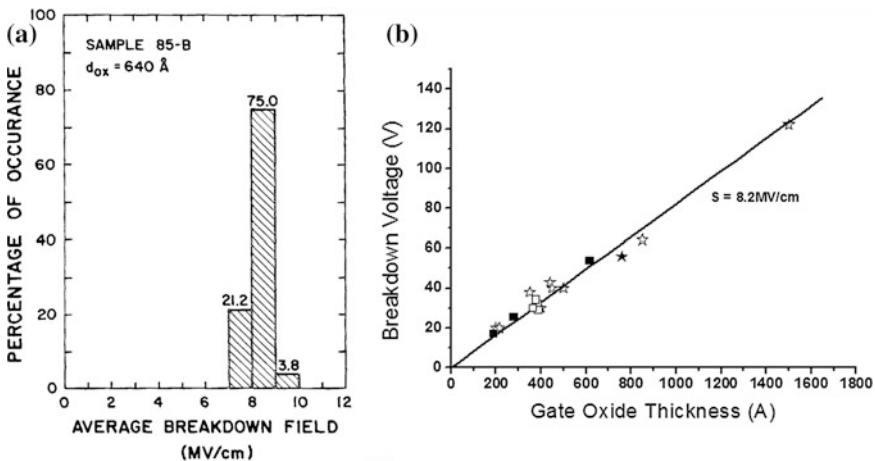 (a)
SAMPLE 85-B
dox = 640 Å
PERCENTAGE OF OCCURANCE
100
80
60
40
20
0
75.0
21.2
3.8
0 2 4 6 8 10 12
AVERAGE BREAKDOWN FIELD
(MV/cm)
(b)
Breakdown Voltage (V)
140
120
100
80
60
40
20
0
S = 8.2MV/cm
0 200 400 600 800 1000 1200 1400 1600 1800
Gate Oxide Thickness (A)